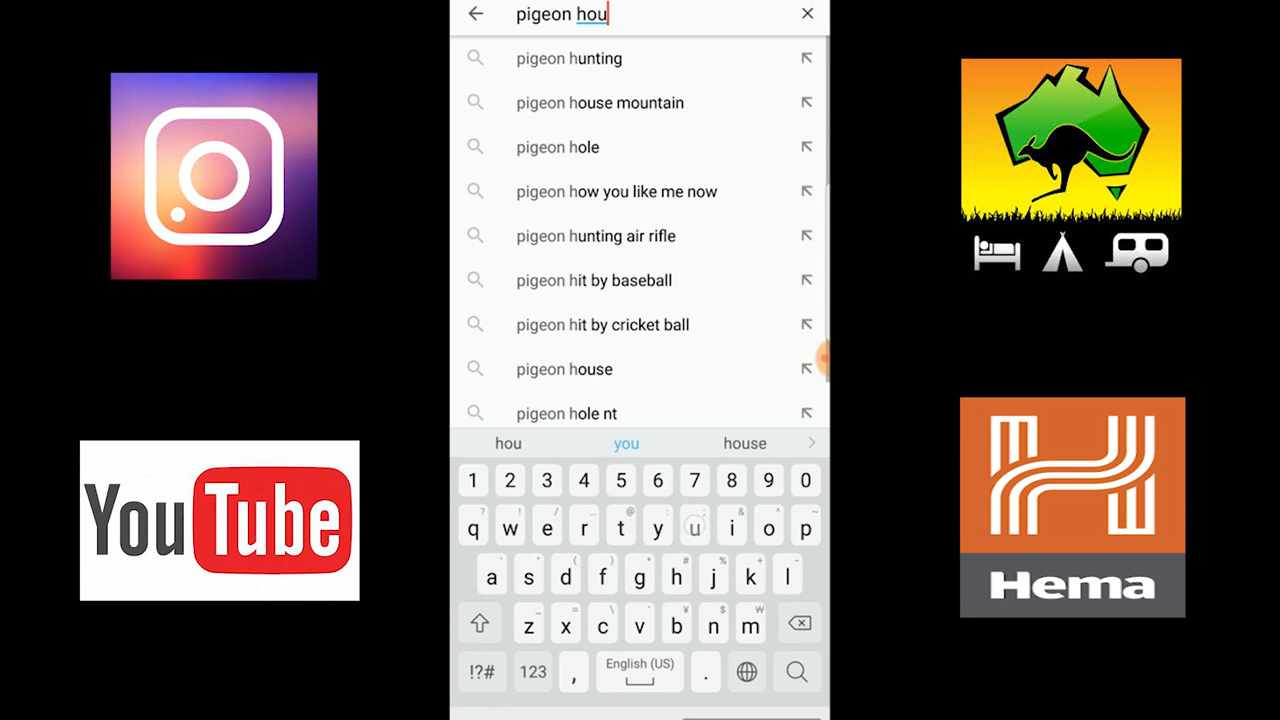 pigeon hou
pigeon hunting
pigeon house mountain
pigeon hole
pigeon how you like me now
pigeon hunting air rifle
pigeon hit by baseball
pigeon hit by cricket ball
pigeon house
pigeon hole nt
hou you house
1 2 3 4 5 6 7 8 9 0
q w e r t y u i o p
a s d f g h j k l
z x c v b n m
!?# 123 , English (US) .
YouTube
H
Hema